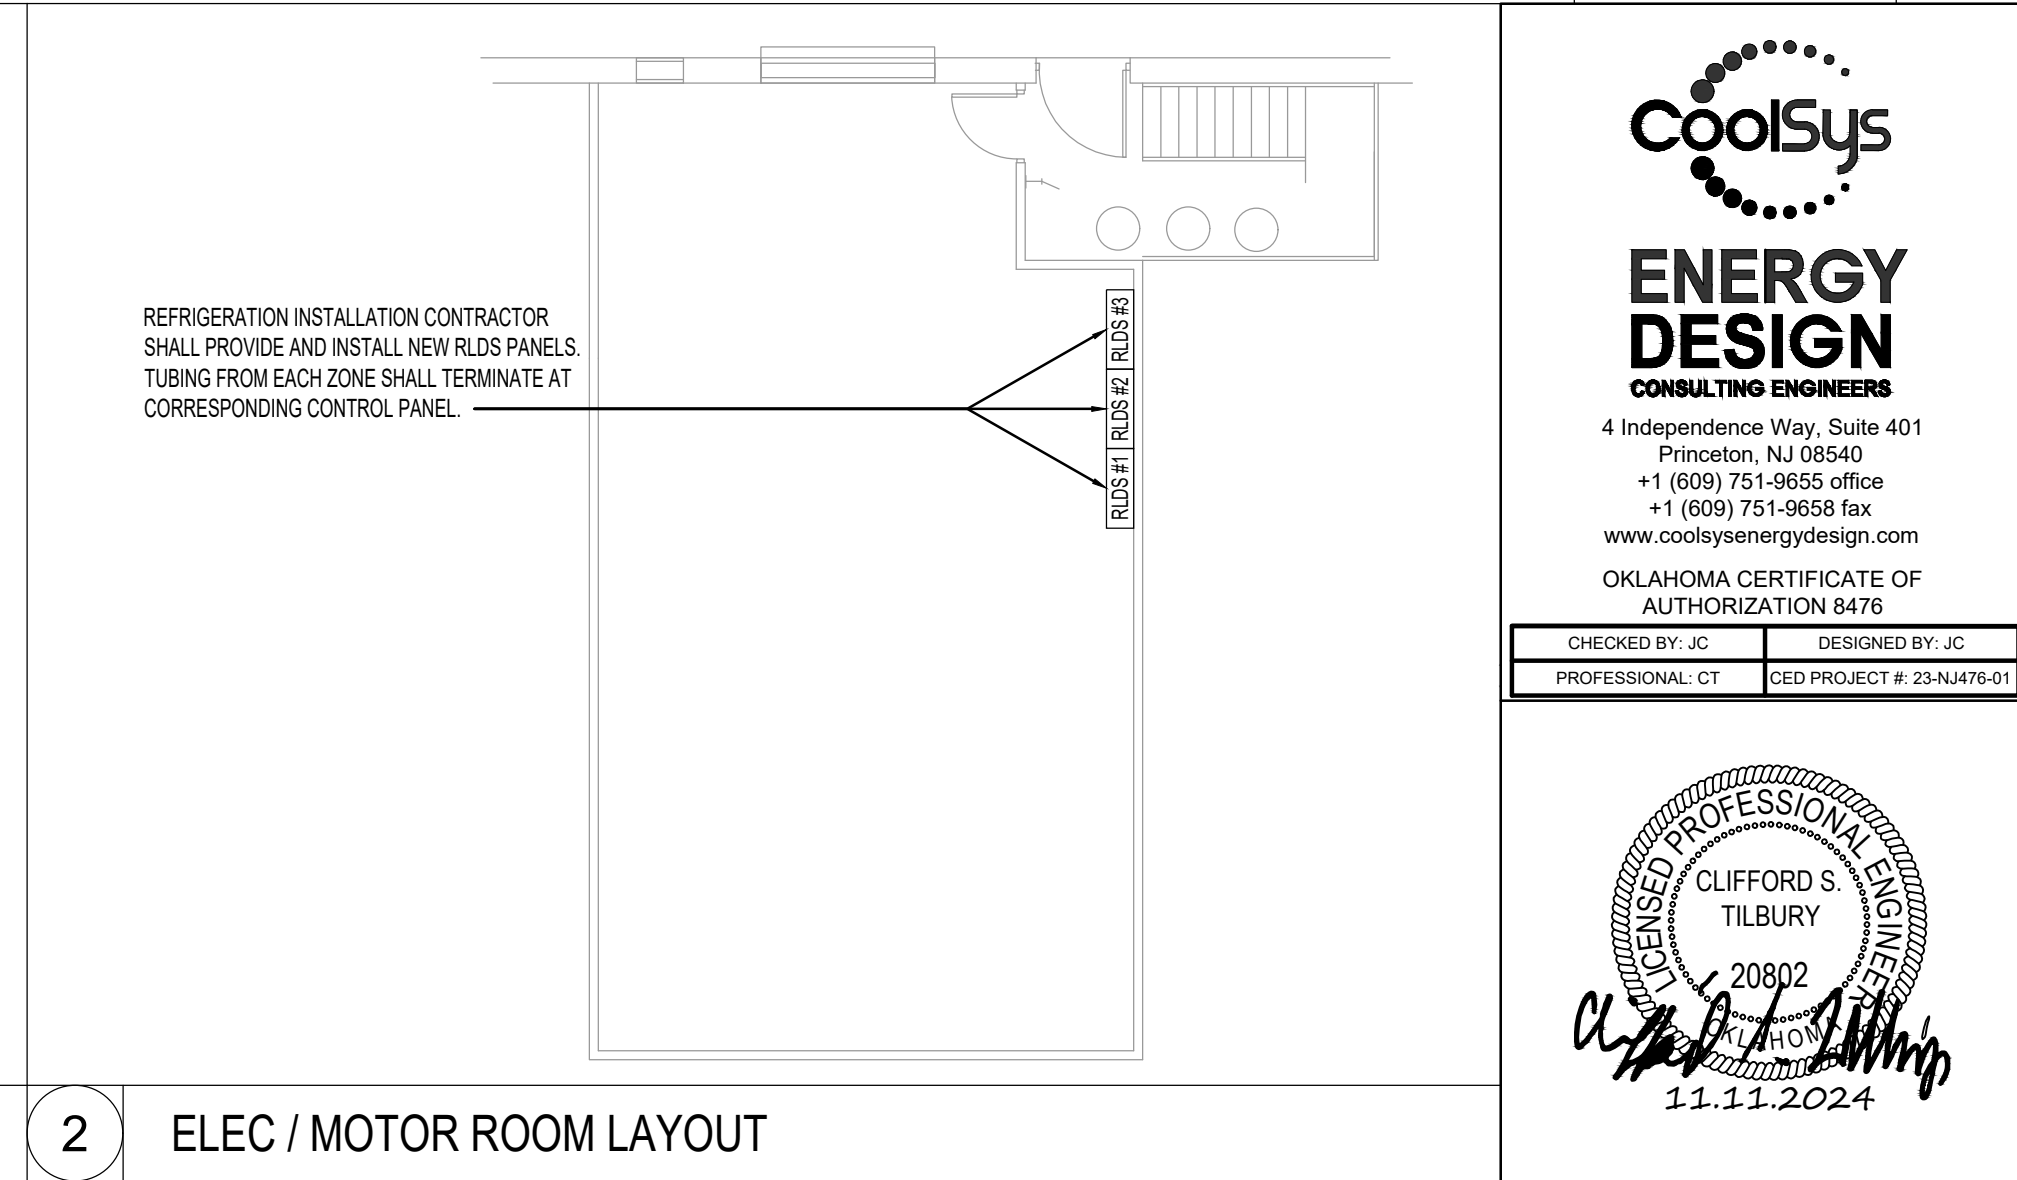 REFRIGERATION INSTALLATION CONTRACTOR
SHALL PROVIDE AND INSTALL NEW RLDS PANELS.
TUBING FROM EACH ZONE SHALL TERMINATE AT
CORRESPONDING CONTROL PANEL.
RLDS #3
RLDS #2
RLDS #1
2
ELEC / MOTOR ROOM LAYOUT
CoolSys
ENERGY
DESIGN
CONSULTING ENGINEERS
4 Independence Way, Suite 401
Princeton, NJ 08540
+1 (609) 751-9655 office
+1 (609) 751-9658 fax
www.coolsysenergydesign.com
OKLAHOMA CERTIFICATE OF
AUTHORIZATION 8476
CHECKED BY: JC
DESIGNED BY: JC
PROFESSIONAL: CT
CED PROJECT #: 23-NJ476-01
LICENSED PROFESSIONAL ENGINEER
CLIFFORD S.
TILBURY
20802
OKLAHOMA
Clifford S. Tilbury
11.11.2024